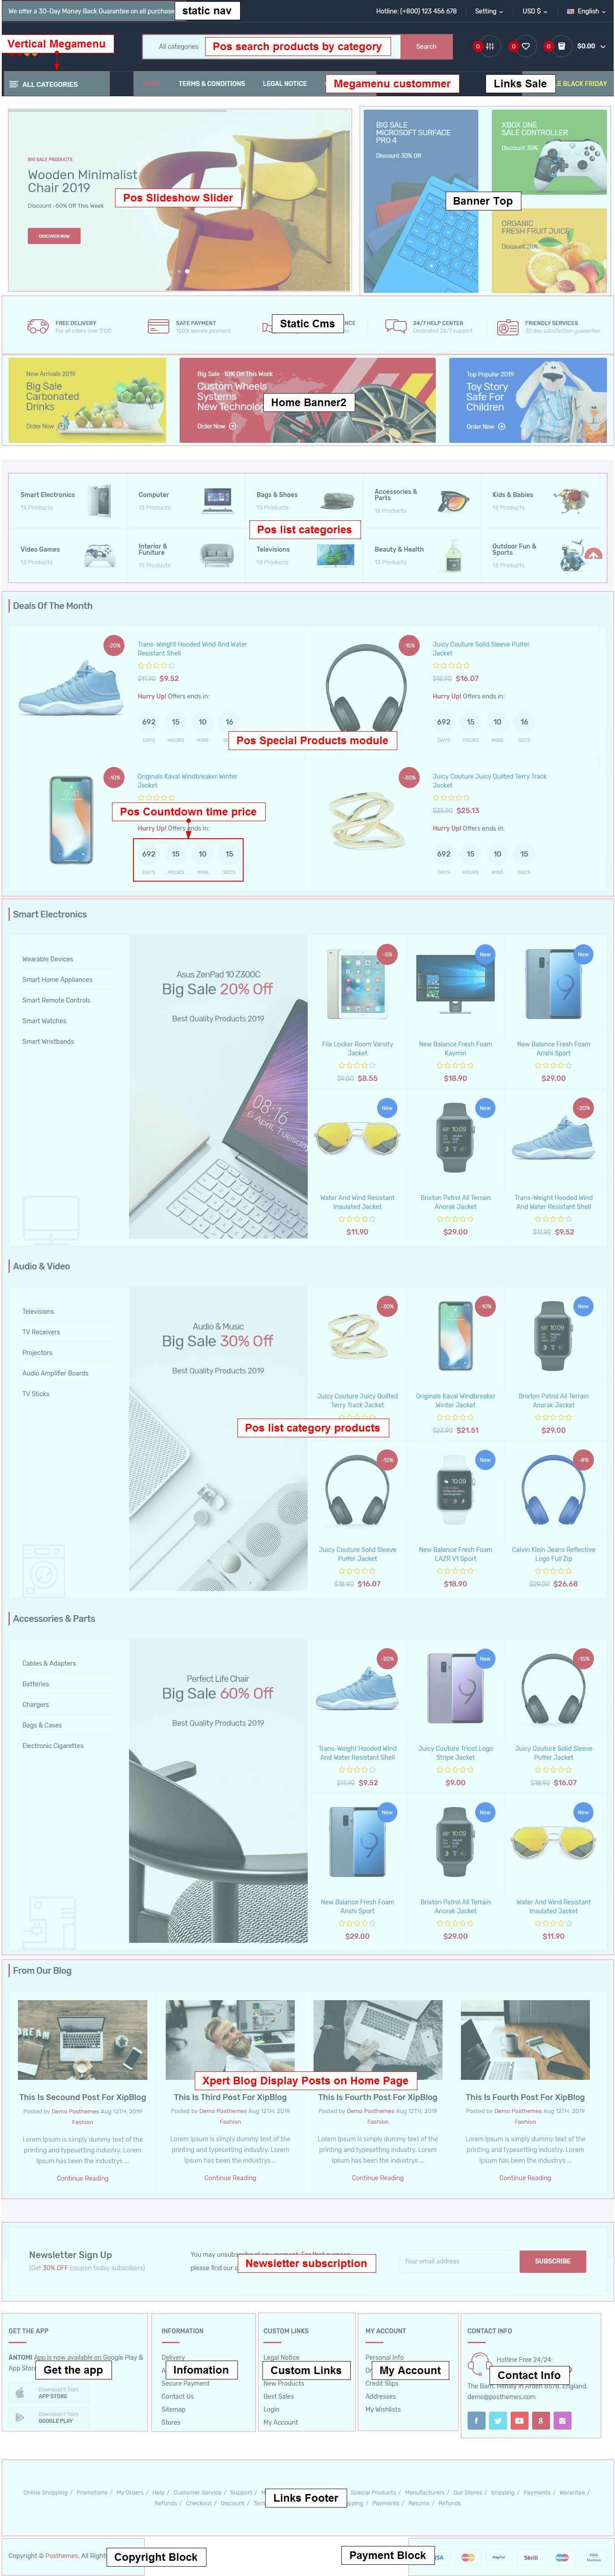 We offer a 30-Day Money Back Guarantee on all purchase
static nav
Hotline: (+800) 123 456 678
Setting
USD $
English
Vertical Megamenu
All categories
Pos search products by category
Search
0
0
0
$0.00
ALL CATEGORIES
HOME
TERMS & CONDITIONS
LEGAL NOTICE
Megamenu custommer
Links Sale
LE BLACK FRIDAY
BIG SALE PRODUCTS
Wooden Minimalist
Chair 2019
Discount -50% Off This Week
DISCOVER NOW
Pos Slideshow Slider
BIG SALE
MICROSOFT SURFACE
PRO 4
Discount 30% Off
XBOX ONE
SALE CONTROLLER
Discount 30%
Banner Top
ORGANIC
FRESH FRUIT JUICE
Discount 20%
FREE DELIVERY
For all oders over $120
SAFE PAYMENT
100% secure payment
Static Cms
NCE
24/7 HELP CENTER
Dedicated 24/7 support
FRIENDLY SERVICES
30 day satisfaction guarantee
New Arrivals 2019
Big Sale
Carbonated
Drinks
Order Now
Big Sale -10% Off This Week
Custom Wheels
Systems
New Technolog
Order Now
Home Banner2
Top Popular 2019
Toy Story
Safe For
Children
Order Now
Smart Electronics
13 Products
Computer
13 Products
Bags & Shoes
13 Products
Accessories &
Parts
12 Products
Kids & Babies
13 Products
Pos list categories
Video Games
13 Products
Interior &
Funiture
13 Products
Televisions
13 Products
Beauty & Health
13 Products
Outdoor Fun &
Sports
13 Products
Deals Of The Month
-20%
Trans-Weight Hooded Wind And Water
Resistant Shell
$11.90 $9.52
Hurry Up! Offers ends in:
692 15 10 16
DAYS HOURS MINS
-15%
Juicy Couture Solid Sleeve Puffer
Jacket
$18.90 $16.07
Hurry Up! Offers ends in:
692 15 10 16
DAYS HOURS MINS SECS
Pos Special Products module
-10%
Originals Kaval Windbreaker Winter
Jacket
Pos Countdown time price
Hurry Up! Offers ends in:
692 15 10 15
DAYS HOURS MINS SECS
-30%
Juicy Couture Juicy Quilted Terry Track
Jacket
$35.90 $25.13
Hurry Up! Offers ends in:
692 15 10 15
DAYS HOURS MINS SECS
Smart Electronics
Wearable Devices
Smart Home Appliances
Smart Remote Controls
Smart Watches
Smart Wristbands
Asus ZenPad 10 Z300C
Big Sale 20% Off
Best Quality Products 2019
08:16
6 April, Tuesday
-5%
Fila Locker Room Varsity
Jacket
$9.00 $8.55
New
New Balance Fresh Foam
Kaymin
$18.90
New
New Balance Fresh Foam
Arishi Sport
$29.00
New
Water And Wind Resistant
Insulated Jacket
$11.90
New
Brixton Patrol All Terrain
Anorak Jacket
$29.00
-20%
Trans-Weight Hooded Wind
And Water Resistant Shell
$11.90 $9.52
Audio & Video
Televisions
TV Receivers
Projectors
Audio Amplifier Boards
TV Sticks
Audio & Music
Big Sale 30% Off
Best Quality Products 2019
-30%
Juicy Couture Juicy Quilted
Terry Track Jacket
-10%
Originals Kaval Windbreaker
Winter Jacket
$23.90 $21.51
New
Brixton Patrol All Terrain
Anorak Jacket
$29.00
Pos list category products
-15%
Juicy Couture Solid Sleeve
Puffer Jacket
$18.90 $16.07
New
New Balance Fresh Foam
LAZR V1 Sport
$18.90
-8%
Calvin Klein Jeans Reflective
Logo Full Zip
$29.00 $26.68
Accessories & Parts
Cables & Adapters
Batteries
Chargers
Bags & Cases
Electronic Cigarettes
Perfect Life Chair
Big Sale 60% Off
Best Quality Products 2019
-20%
Trans-Weight Hooded Wind
And Water Resistant Shell
$11.90 $9.52
New
Juicy Couture Tricot Logo
Stripe Jacket
$9.00
-15%
Juicy Couture Solid Sleeve
Puffer Jacket
$18.90 $16.07
New
New Balance Fresh Foam
Arishi Sport
$29.00
New
Brixton Patrol All Terrain
Anorak Jacket
$29.00
New
Water And Wind Resistant
Insulated Jacket
$11.90
From Our Blog
DREAM
This Is Secound Post For XipBlog
Posted by Demo Posthemes Aug 12TH, 2019
Fashion
Lorem Ipsum is simply dummy text of the
printing and typesetting industry. Lorem
Ipsum has been the industrys ...
Continue Reading
Xpert Blog Display Posts on Home Page
This Is Third Post For XipBlog
Posted by Demo Posthemes Aug 12TH, 2019
Fashion
Lorem Ipsum is simply dummy text of the
printing and typesetting industry. Lorem
Ipsum has been the industrys ...
Continue Reading
This Is Fourth Post For XipBlog
Posted by Demo Posthemes Aug 12TH, 2019
Fashion
Lorem Ipsum is simply dummy text of the
printing and typesetting industry. Lorem
Ipsum has been the industrys ...
Continue Reading
This Is Fourth Post For XipBlog
Posted by Demo Posthemes Aug 12TH, 2019
Fashion
Lorem Ipsum is simply dummy text of the
printing and typesetting industry. Lorem
Ipsum has been the industrys ...
Continue Reading
Newsletter Sign Up
(Get 30% OFF coupon today subscibers)
You may unsubs
please find our c
Newsletter subscription
Your email address
SUBSCRIBE
GET THE APP
ANTOM! App is now available on Google Play &
App Store
Get the app
Download it from
APP STORE
Download it from
GOOGLE PLAY
INFORMATION
Delivery
Infomation
Secure Payment
Contact Us
Sitemap
Stores
CUSTOM LINKS
Legal Notice
Custom Links
New Products
Best Sales
Login
My Account
MY ACCOUNT
Personal Info
My Account
Credit Slips
Addresses
My Wishlists
CONTACT INFO
Hotline Free 24/24:
Contact Info
The Barn, Henley in Arden B578. England.
demo@posthemes.com
Online Shopping / Promotions / My Orders / Help / Customer Service / Support / M
Special Products / Manufacturers / Our Stores / Shipping / Payments / Warantee /
Links Footer
Refunds / Checkout / Discount / Term
pping / Payments / Returns / Refunds
Copyright © Posthemes. All Right
Copyright Block
Payment Block
VISA
PayPal
Skrill
VISA